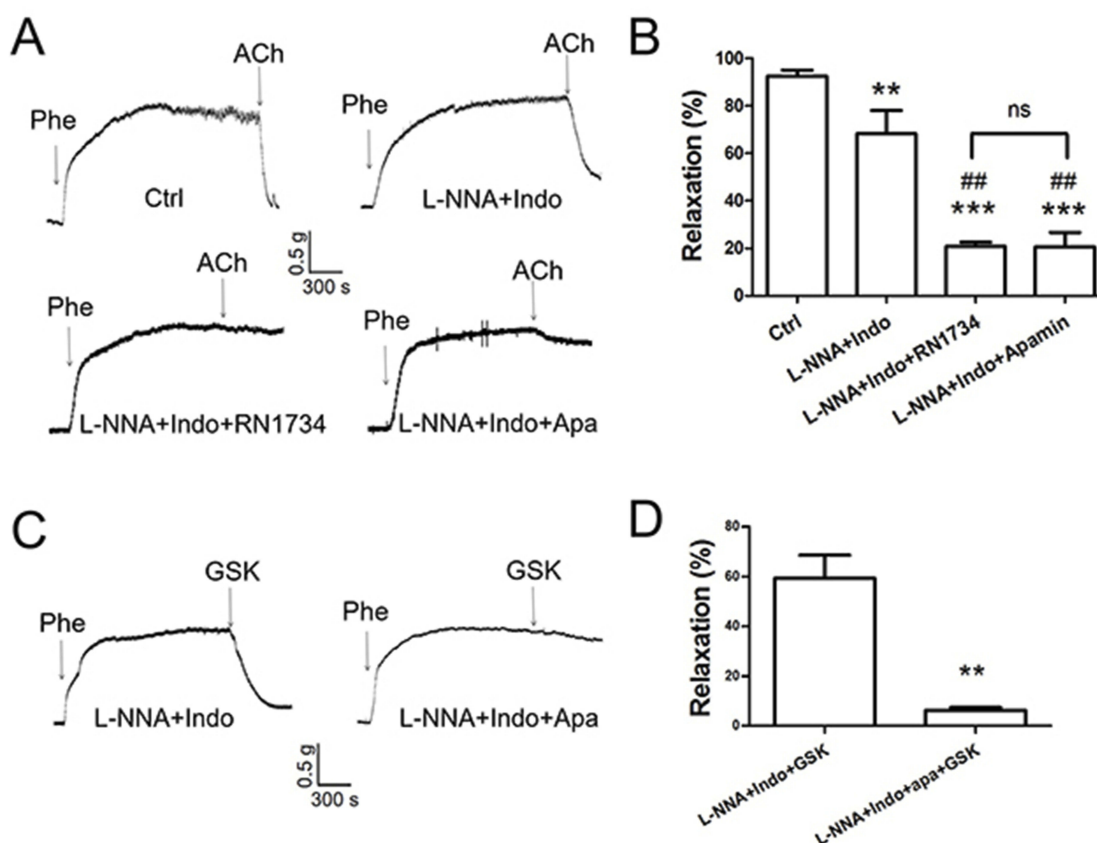 A
Phe
ACh
Ctrl
Phe
ACh
L-NNA+Indo
0.5 g
300 s
Phe
ACh
L-NNA+Indo+RN1734
Phe
ACh
L-NNA+Indo+Apa
B
Relaxation (%)
100
80
60
40
20
0
**
ns
##
***
##
***
Ctrl
L-NNA+Indo
L-NNA+Indo+RN1734
L-NNA+Indo+Apamin
C
Phe
GSK
L-NNA+Indo
Phe
GSK
L-NNA+Indo+Apa
0.5 g
300 s
D
Relaxation (%)
80
60
40
20
0
**
L-NNA+Indo+GSK
L-NNA+Indo+apa+GSK